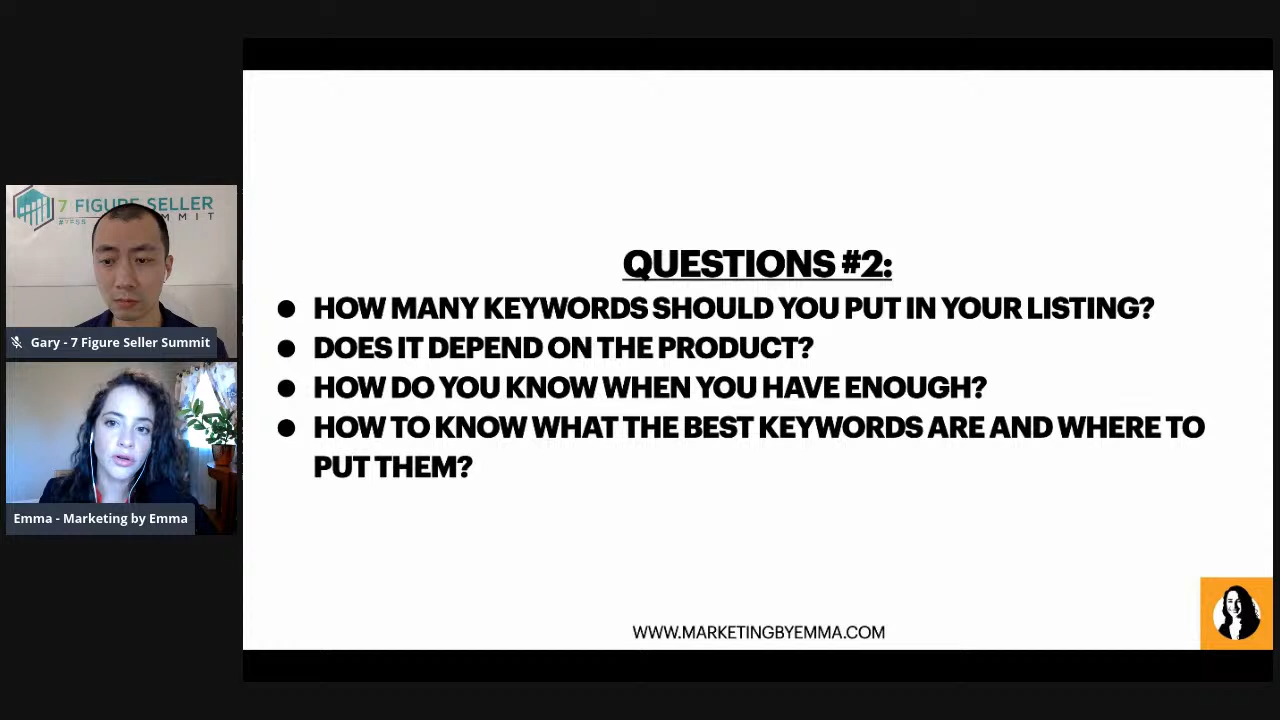 7 FIGURE SELLER
#7FSS
MMIT
Gary - 7 Figure Seller Summit
Emma - Marketing by Emma
QUESTIONS #2:
● HOW MANY KEYWORDS SHOULD YOU PUT IN YOUR LISTING?
● DOES IT DEPEND ON THE PRODUCT?
● HOW DO YOU KNOW WHEN YOU HAVE ENOUGH?
● HOW TO KNOW WHAT THE BEST KEYWORDS ARE AND WHERE TO
PUT THEM?
WWW.MARKETINGBYEMMA.COM